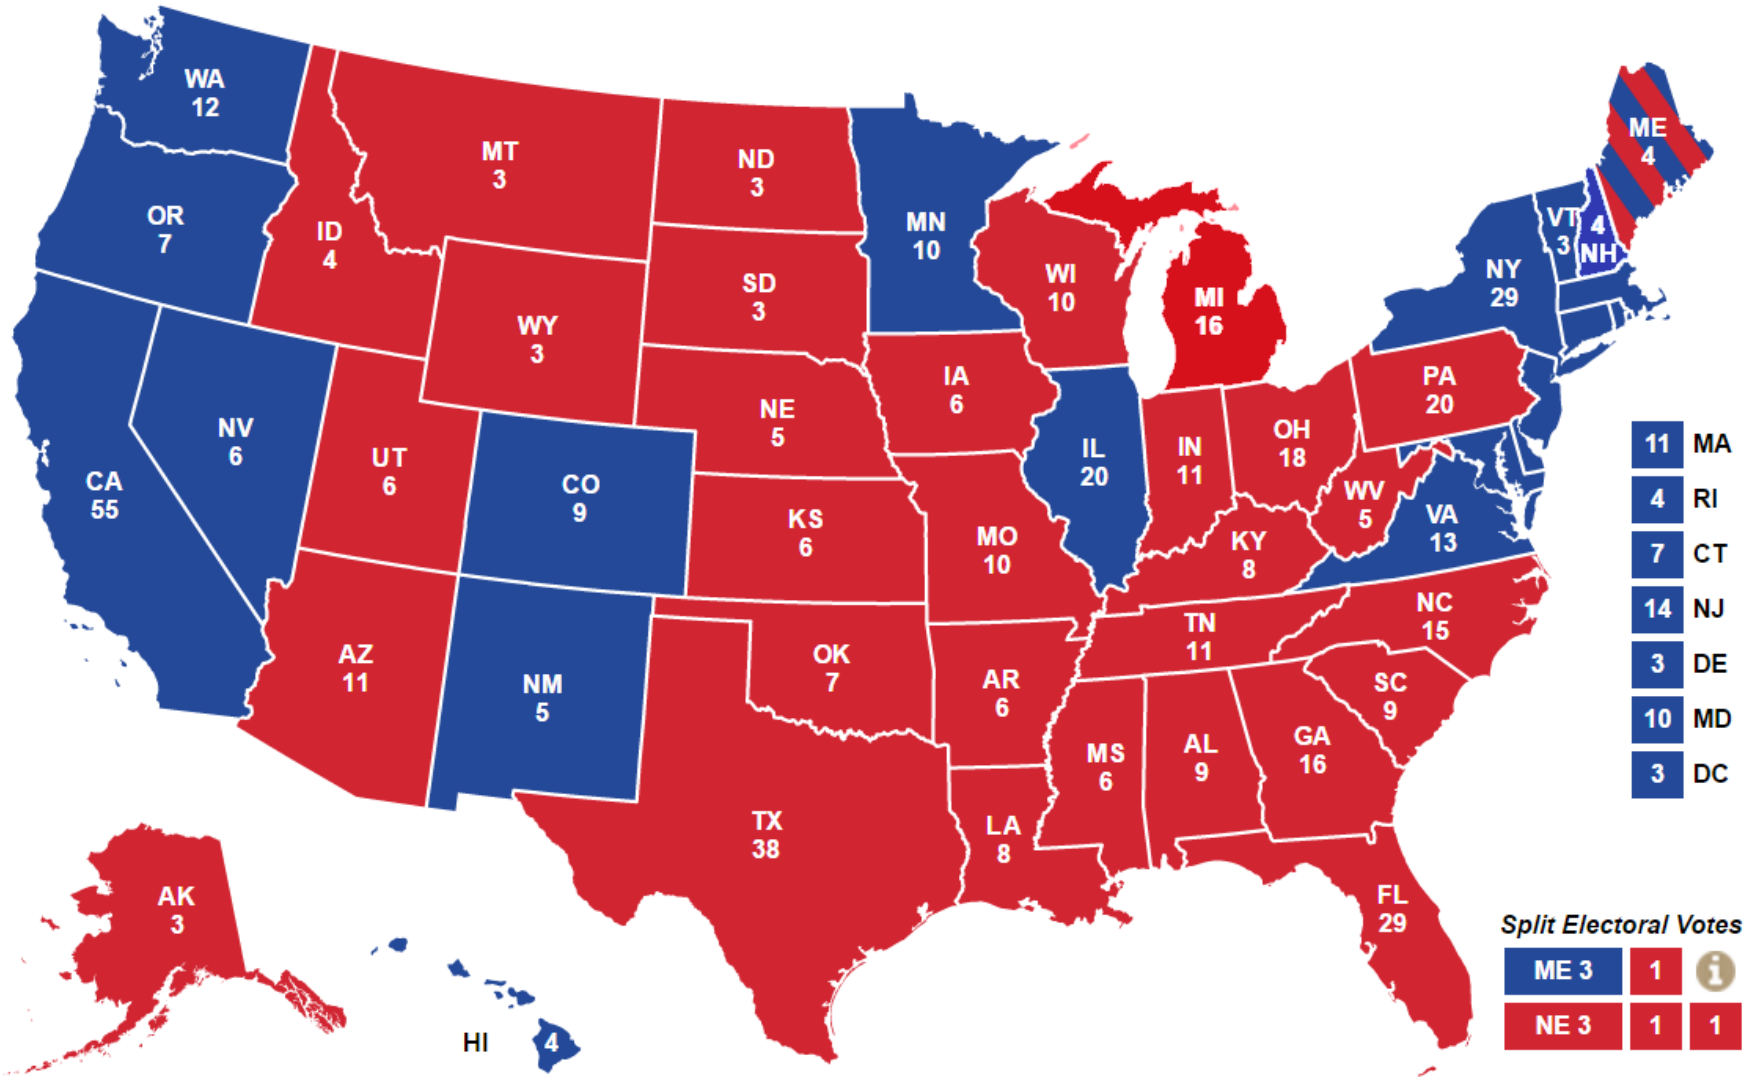 WA
12
OR
7
CA
55
NV
6
ID
4
MT
3
WY
3
UT
6
AZ
11
CO
9
NM
5
ND
3
SD
3
NE
5
KS
6
OK
7
TX
38
MN
10
IA
6
MO
10
AR
6
LA
8
WI
10
IL
20
MI
16
IN
11
OH
18
KY
8
TN
11
MS
6
AL
9
GA
16
FL
29
SC
9
NC
15
VA
13
WV
5
PA
20
NY
29
VT
3
4
NH
ME
4
AK
3
HI
4
11 MA
4 RI
7 CT
14 NJ
3 DE
10 MD
3 DC
Split Electoral Votes
ME 3 1 i
NE 3 1 1